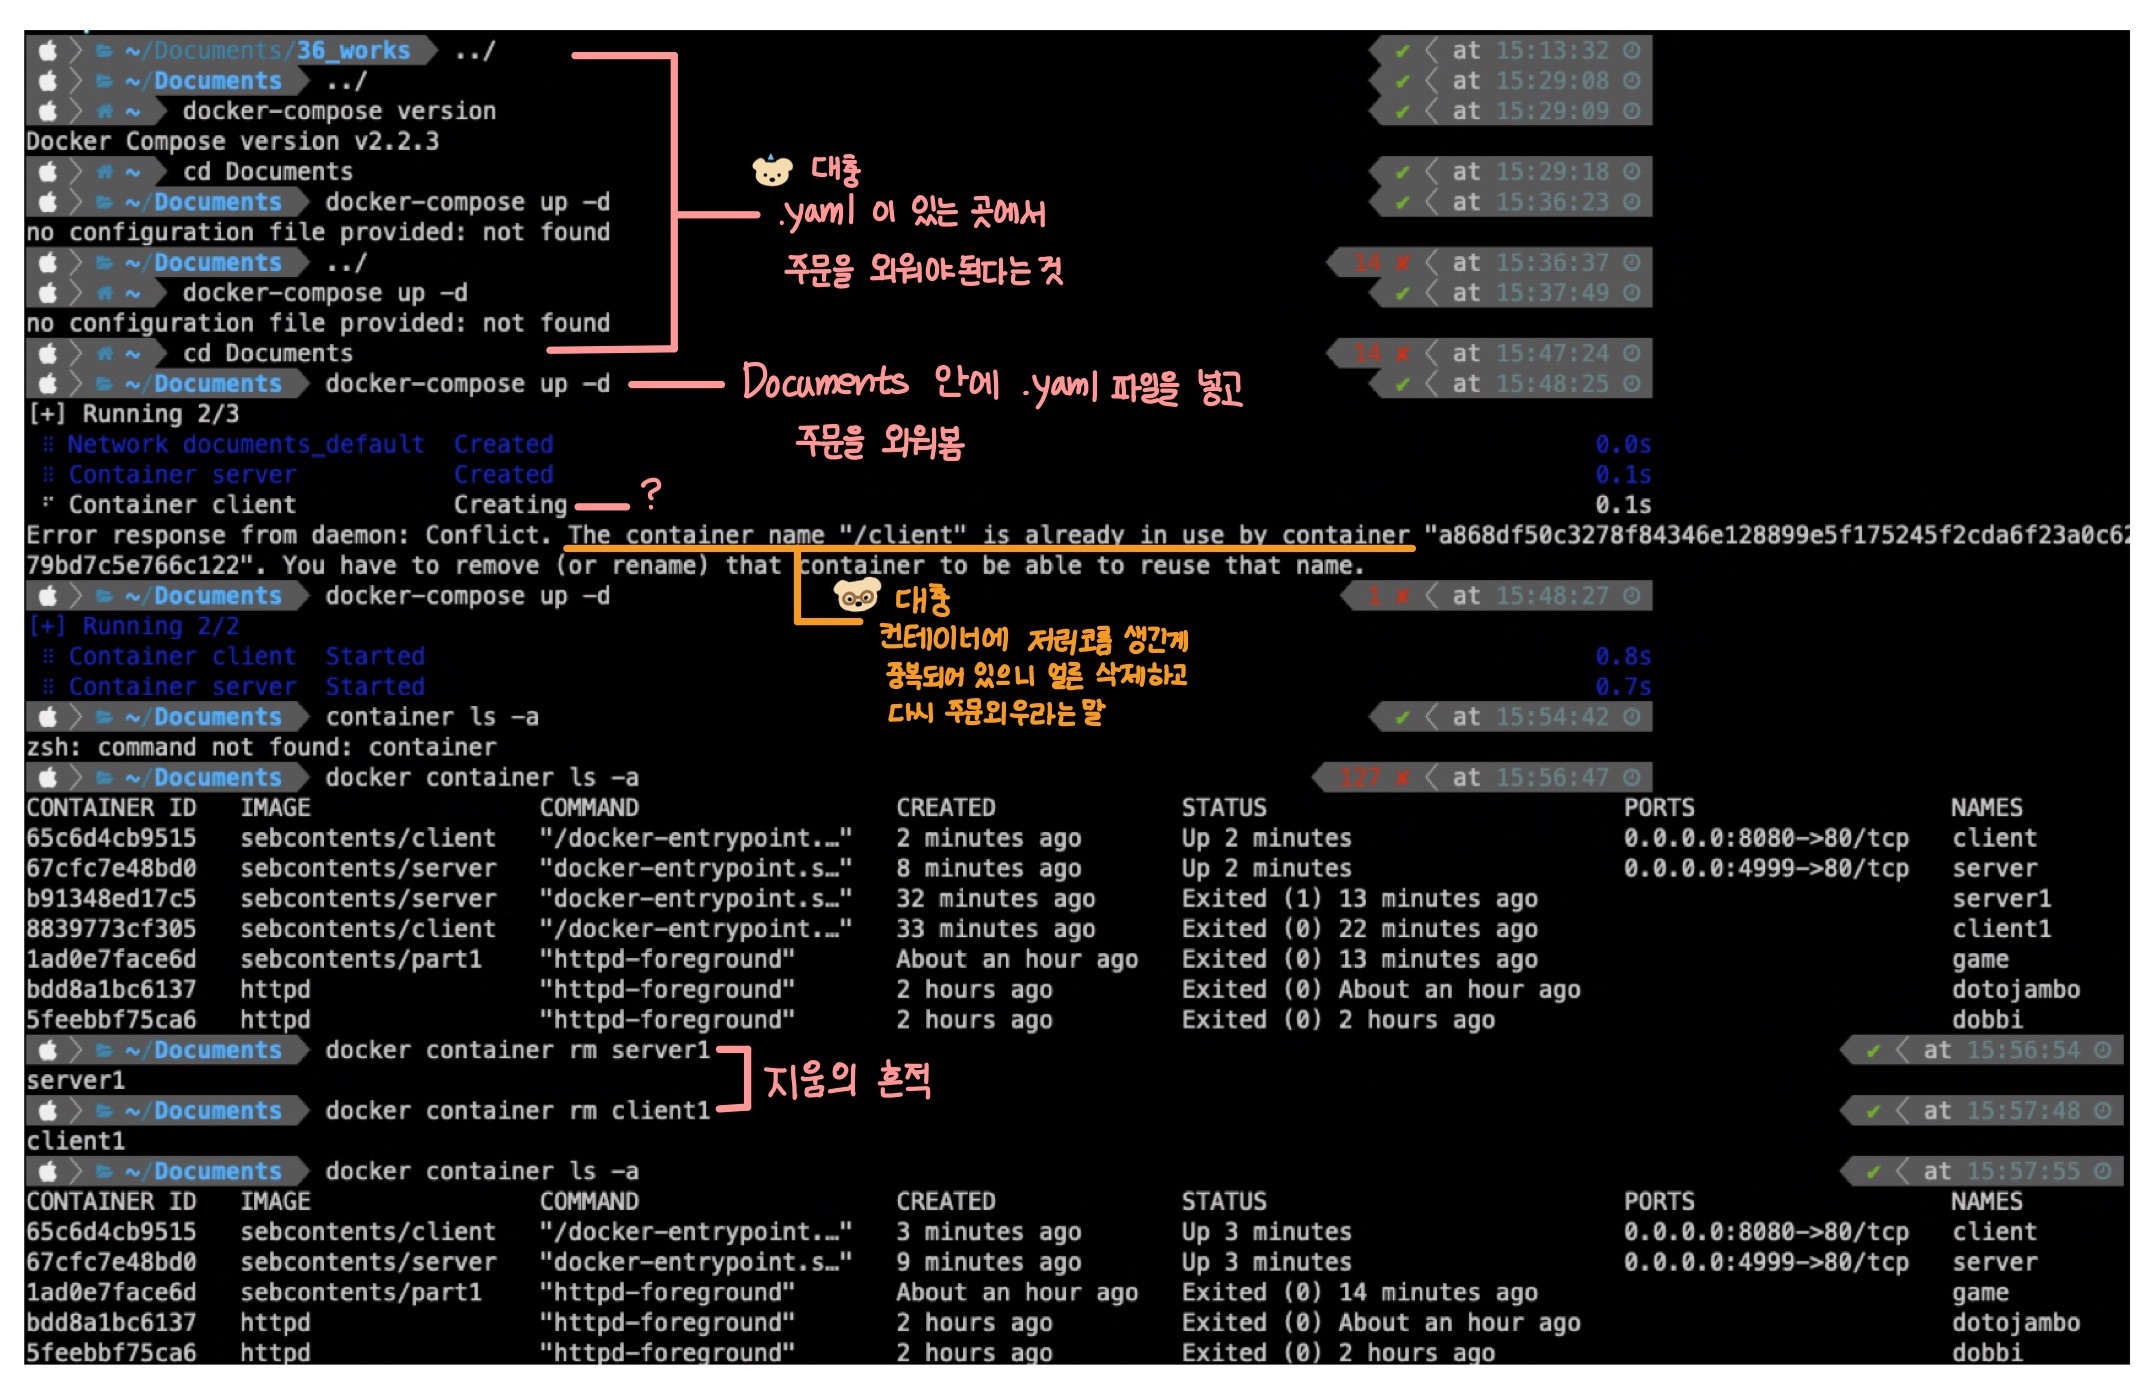 ~/Documents/36_works ../ ✔ at 15:13:32
~/Documents ../ ✔ at 15:29:08
~ docker-compose version ✔ at 15:29:09
Docker Compose version v2.2.3
~ cd Documents ✔ at 15:29:18
~/Documents docker-compose up -d ✔ at 15:36:23
no configuration file provided: not found
~/Documents ../ 14 ✘ at 15:36:37
~ docker-compose up -d ✔ at 15:37:49
no configuration file provided: not found
~ cd Documents 14 ✘ at 15:47:24
대충
.yaml 이 있는 곳에서
주문을 외워야된다는 것
~/Documents docker-compose up -d ✔ at 15:48:25
Documents 안에 .yaml 파일을 넣고
주문을 외워봄
[+] Running 2/3
⠿ Network documents_default Created 0.0s
⠿ Container server Created 0.1s
⠋ Container client Creating 0.1s
?
Error response from daemon: Conflict. The container name "/client" is already in use by container "a868df50c3278f84346e128899e5f175245f2cda6f23a0c62
79bd7c5e766c122". You have to remove (or rename) that container to be able to reuse that name.
대충
컨테이너에 저러코롬 생긴게
중복되어 있으니 얼른 삭제하고
다시 주문외우라는 말
~/Documents docker-compose up -d 1 ✘ at 15:48:27
[+] Running 2/2
⠿ Container client Started 0.8s
⠿ Container server Started 0.7s
~/Documents container ls -a ✔ at 15:54:42
zsh: command not found: container
~/Documents docker container ls -a 127 ✘ at 15:56:47
CONTAINER ID IMAGE COMMAND CREATED STATUS PORTS NAMES
65c6d4cb9515 sebcontents/client "/docker-entrypoint.…" 2 minutes ago Up 2 minutes 0.0.0.0:8080->80/tcp client
67cfc7e48bd0 sebcontents/server "docker-entrypoint.s…" 8 minutes ago Up 2 minutes 0.0.0.0:4999->80/tcp server
b91348ed17c5 sebcontents/server "docker-entrypoint.s…" 32 minutes ago Exited (1) 13 minutes ago server1
8839773cf305 sebcontents/client "/docker-entrypoint.…" 33 minutes ago Exited (0) 22 minutes ago client1
1ad0e7face6d sebcontents/part1 "httpd-foreground" About an hour ago Exited (0) 13 minutes ago game
bdd8a1bc6137 httpd "httpd-foreground" 2 hours ago Exited (0) About an hour ago dotojambo
5feebbf75ca6 httpd "httpd-foreground" 2 hours ago Exited (0) 2 hours ago dobbi
~/Documents docker container rm server1 ✔ at 15:56:54
server1
지움의 흔적
~/Documents docker container rm client1 ✔ at 15:57:48
client1
~/Documents docker container ls -a ✔ at 15:57:55
CONTAINER ID IMAGE COMMAND CREATED STATUS PORTS NAMES
65c6d4cb9515 sebcontents/client "/docker-entrypoint.…" 3 minutes ago Up 3 minutes 0.0.0.0:8080->80/tcp client
67cfc7e48bd0 sebcontents/server "docker-entrypoint.s…" 9 minutes ago Up 3 minutes 0.0.0.0:4999->80/tcp server
1ad0e7face6d sebcontents/part1 "httpd-foreground" About an hour ago Exited (0) 14 minutes ago game
bdd8a1bc6137 httpd "httpd-foreground" 2 hours ago Exited (0) About an hour ago dotojambo
5feebbf75ca6 httpd "httpd-foreground" 2 hours ago Exited (0) 2 hours ago dobbi